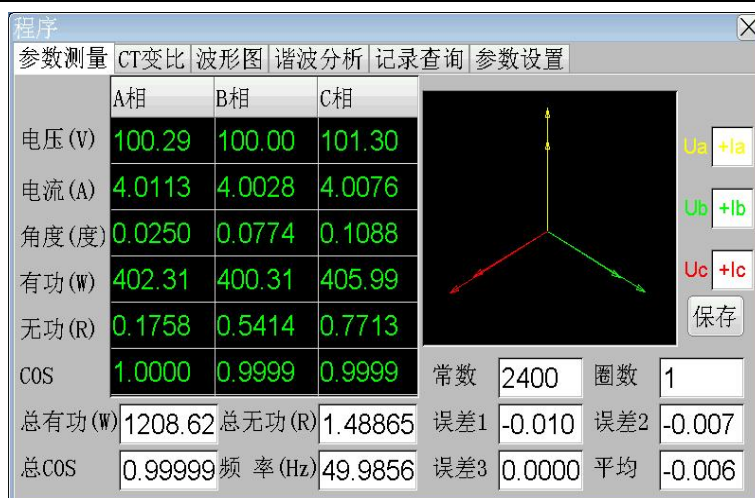 程序
参数测量 CT变比 波形图 谐波分析 记录查询 参数设置
A相 B相 C相
电压(V) 100.29 100.00 101.30 Ua +Ia
电流(A) 4.0113 4.0028 4.0076 Ub +Ib
角度(度) 0.0250 0.0774 0.1088
有功(W) 402.31 400.31 405.99 Uc +Ic
无功(R) 0.1758 0.5414 0.7713 保存
COS 1.0000 0.9999 0.9999 常数 2400 圈数 1
总有功(W) 1208.62 总无功(R) 1.48865 误差1 -0.010 误差2 -0.007
总COS 0.99999 频 率(Hz) 49.9856 误差3 0.0000 平均 -0.006